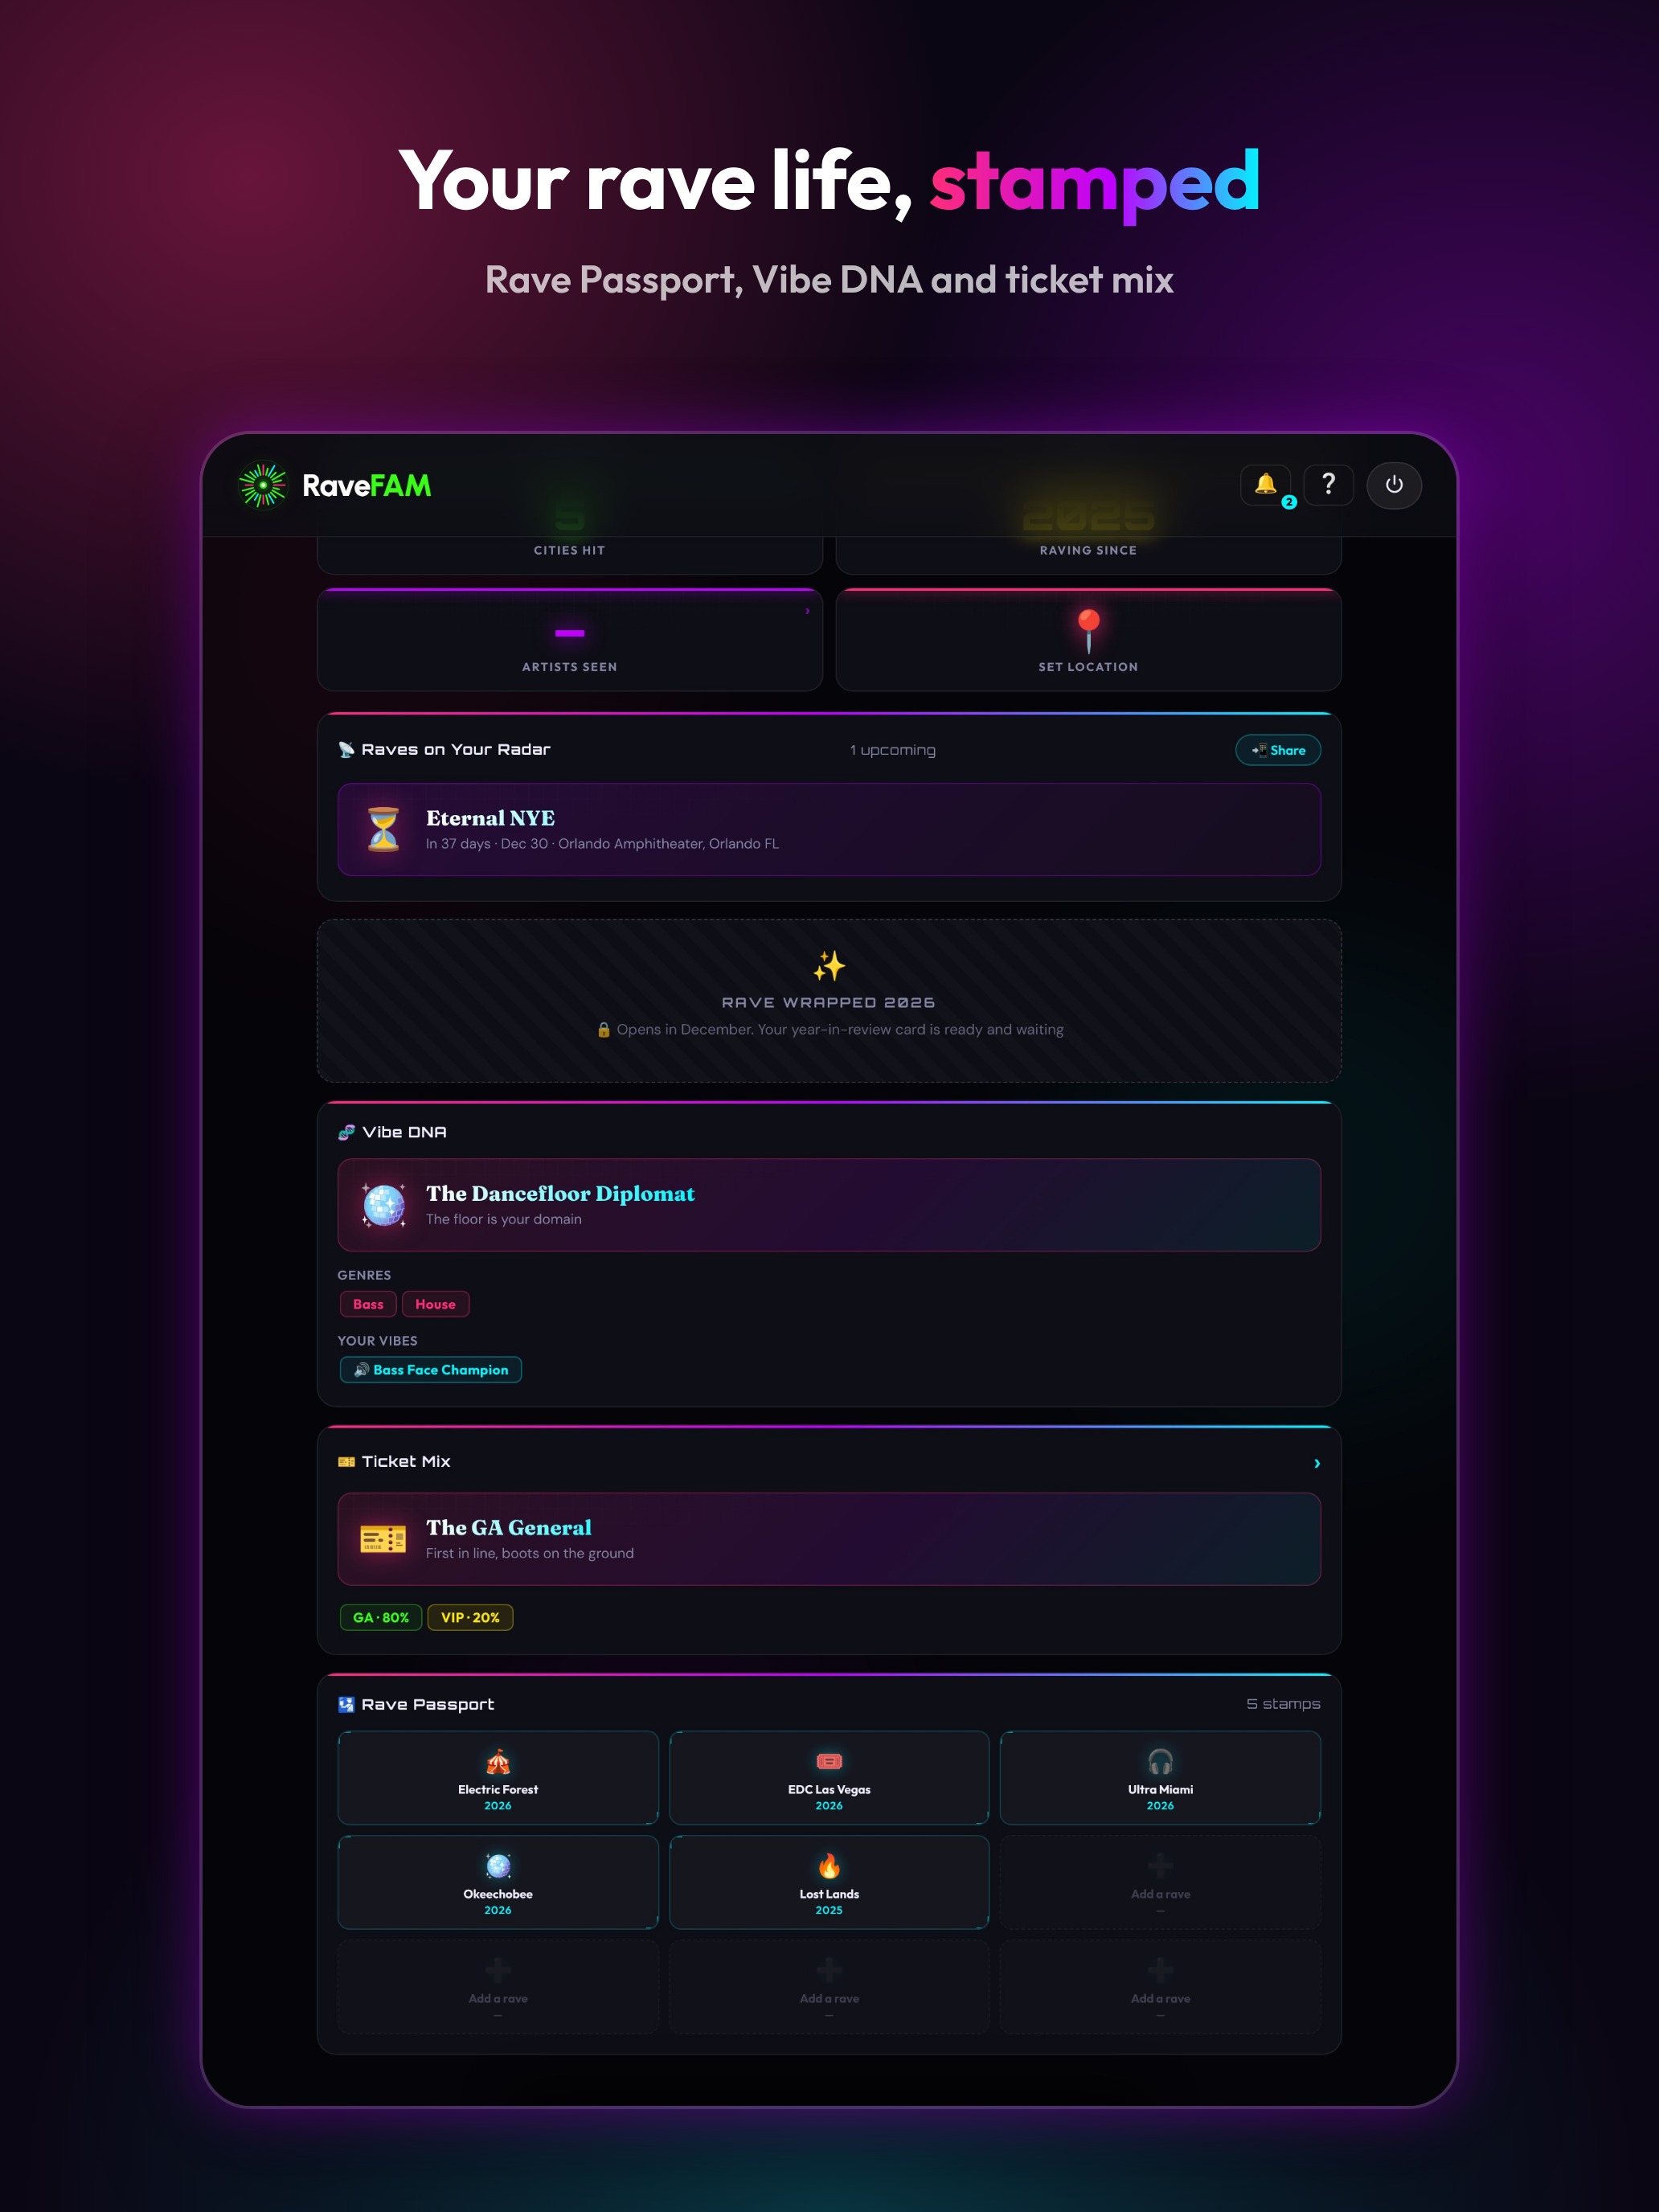 Your rave life, stamped
Rave Passport, Vibe DNA and ticket mix
RaveFAM
🔔 2
?
5
2025
CITIES HIT
RAVING SINCE
–
›
ARTISTS SEEN
📍
SET LOCATION
📡 Raves on Your Radar
1 upcoming
📲 Share
⏳ Eternal NYE
In 37 days · Dec 30 · Orlando Amphitheater, Orlando FL
✨
RAVE WRAPPED 2026
🔒 Opens in December. Your year-in-review card is ready and waiting
🧬 Vibe DNA
🪩 The Dancefloor Diplomat
The floor is your domain
GENRES
Bass House
YOUR VIBES
🔊 Bass Face Champion
🎫 Ticket Mix ›
🎫 The GA General
First in line, boots on the ground
GA · 80% VIP · 20%
🛂 Rave Passport
5 stamps
🎪
Electric Forest
2026
🎟️
EDC Las Vegas
2026
🎧
Ultra Miami
2026
🪩
Okeechobee
2026
🔥
Lost Lands
2025
➕
Add a rave
–
➕
Add a rave
–
➕
Add a rave
–
➕
Add a rave
–